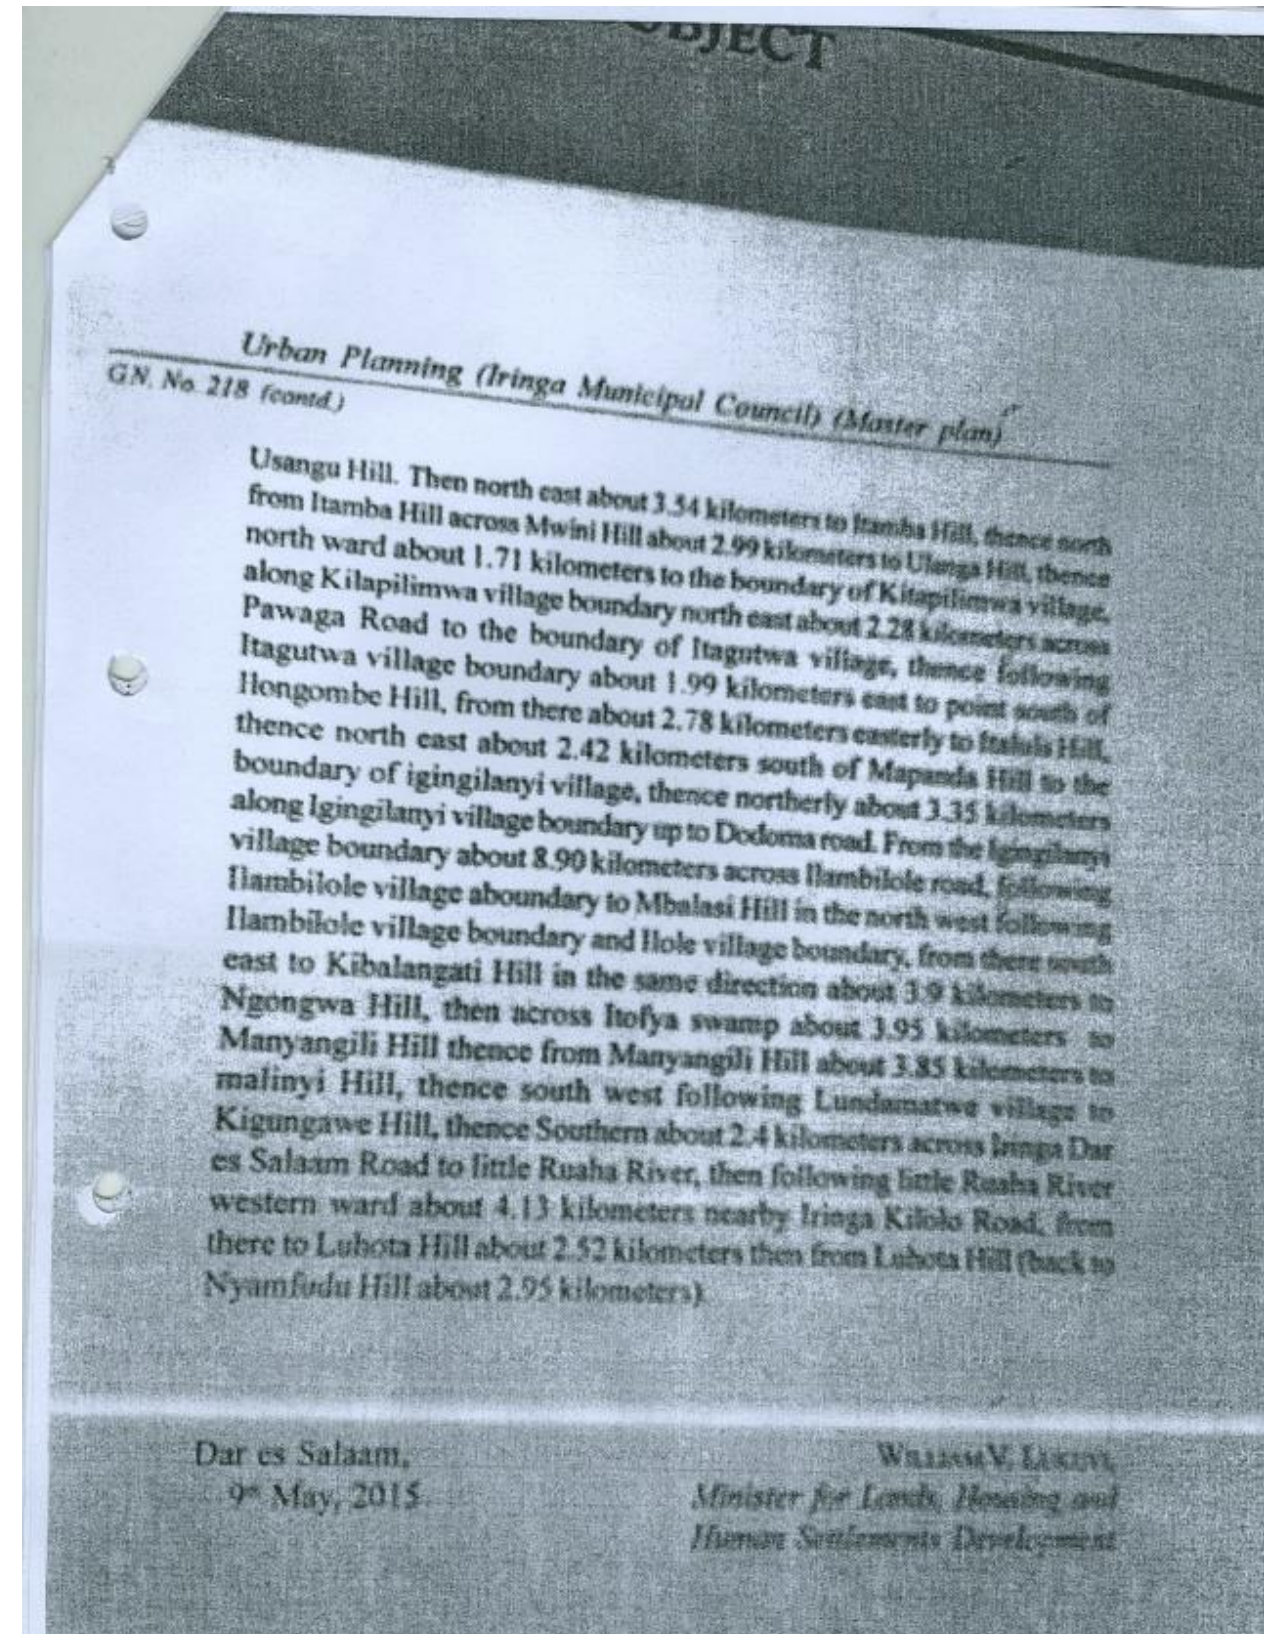 OBJECT
Urban Planning (Iringa Municipal Council) (Master plan)
GN. No. 218 (contd.)
Usangu Hill. Then north east about 3.54 kilometers to Itamba Hill, thence north
from Itamba Hill across Mwini Hill about 2.99 kilometers to Ulanga Hill, thence
north ward about 1.71 kilometers to the boundary of Kitapilimwa village,
along Kilapilimwa village boundary north east about 2.28 kilometers across
Pawaga Road to the boundary of Itagutwa village, thence following
Itagutwa village boundary about 1.99 kilometers east to point south of
Ilongombe Hill, from there about 2.78 kilometers easterly to Hill,
thence north east about 2.42 kilometers south of Mapanda Hill to the
boundary of igingilanyi village, thence northerly about 3.35 kilometers
along Igingilanyi village boundary up to Dodoma road. From the Igingilanyi
village boundary about 8.90 kilometers across Ilambilole road, following
Ilambilole village aboundary to Mbalasi Hill in the north west following
Ilambilole village boundary and Ilole village boundary, from there south
east to Kibalangati Hill in the same direction about 3.9 kilometers to
Ngongwa Hill, then across Itofya swamp about 3.95 kilometers to
Manyangili Hill thence from Manyangili Hill about 3.85 kilometers to
malinyi Hill, thence south west following Lundamatwe village to
Kigungawe Hill, thence Southern about 2.4 kilometers across Iringa Dar
es Salaam Road to little Ruaha River, then following little Ruaha River
western ward about 4.13 kilometers nearby Iringa Kilolo Road, from
there to Luhota Hill about 2.52 kilometers then from Luhota Hill (back to
Nyamfudu Hill about 2.95 kilometers).
Dar es Salaam,
9th May, 2015
WILLIAM V. LUKUVI,
Minister for Lands, Housing and
Human Settlements Development